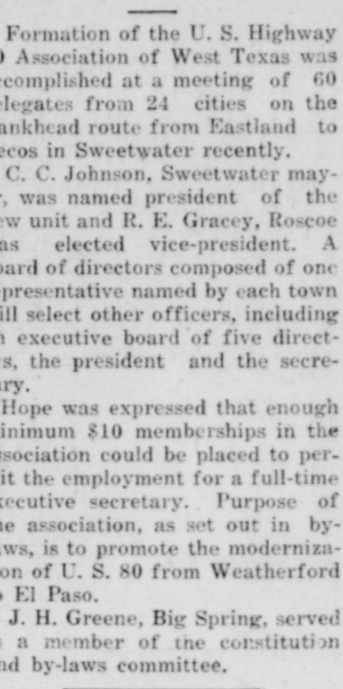 Formation of the U. S. Highway
0 Association of West Texas was
ccomplished at a meeting of 60
elegates from 24 cities on the
ankhead route from Eastland to
ecos in Sweetwater recently.
C. C. Johnson, Sweetwater may-
r, was named president of the
ew unit and R. E. Gracey, Roscoe
as elected vice-president. A
oard of directors composed of one
presentative named by each town
ill select other officers, including
n executive board of five direct-
s, the president and the secre-
ary.
Hope was expressed that enough
inimum $10 memberships in the
ssociation could be placed to per-
it the employment for a full-time
xecutive secretary. Purpose of
he association, as set out in by-
aws, is to promote the moderniza-
on of U. S. 80 from Weatherford
o El Paso.
J. H. Greene, Big Spring, served
s a member of the constitution
nd by-laws committee.